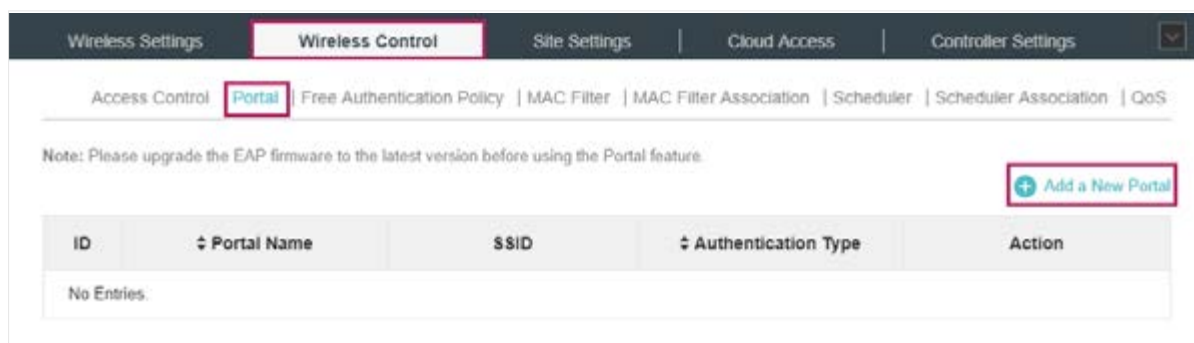 Wireless Settings Wireless Control Site Settings | Cloud Access | Controller Settings
Access Control Portal | Free Authentication Policy | MAC Filter | MAC Filter Association | Scheduler | Scheduler Association | QoS
Note: Please upgrade the EAP firmware to the latest version before using the Portal feature.
Add a New Portal
ID Portal Name SSID Authentication Type Action
No Entries.